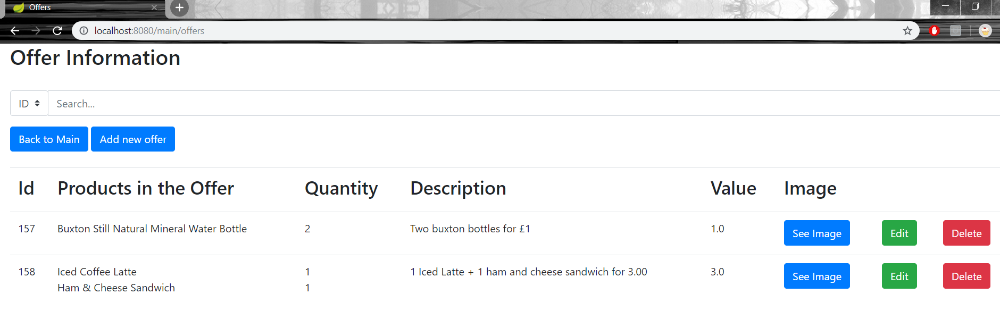 Offers
localhost:8080/main/offers
Offer Information
ID Search...
Back to Main Add new offer
Id Products in the Offer Quantity Description Value Image
157 Buxton Still Natural Mineral Water Bottle 2 Two buxton bottles for £1 1.0 See Image Edit Delete
158 Iced Coffee Latte 1 1 Iced Latte + 1 ham and cheese sandwich for 3.00 3.0 See Image Edit Delete
Ham & Cheese Sandwich 1